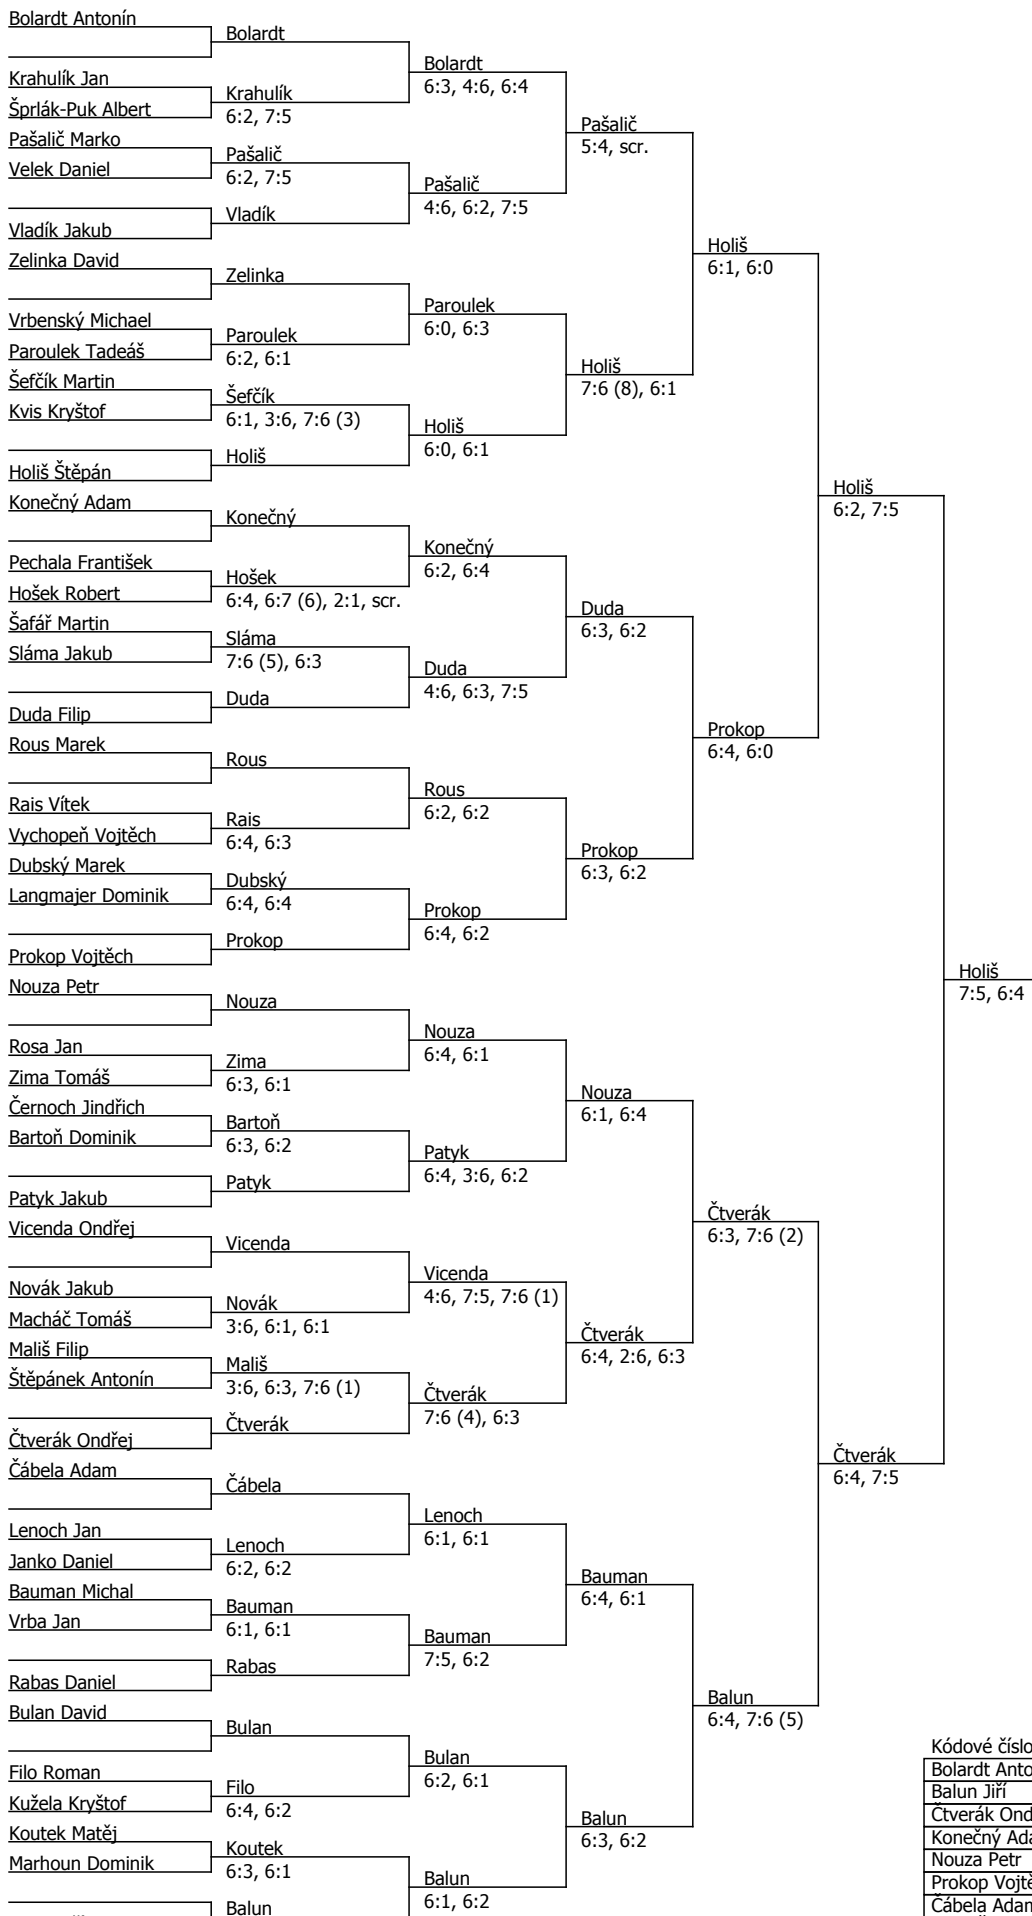 Bolardt Antonín
Krahulík Jan
Šprlák-Puk Albert
Pašalič Marko
Velek Daniel
Vladík Jakub
Zelinka David
Vrbenský Michael
Paroulek Tadeáš
Šefčík Martin
Kvis Kryštof
Holiš Štěpán
Konečný Adam
Pechala František
Hošek Robert
Šafář Martin
Sláma Jakub
Duda Filip
Rous Marek
Rais Vítek
Vychopeň Vojtěch
Dubský Marek
Langmajer Dominik
Prokop Vojtěch
Nouza Petr
Rosa Jan
Zima Tomáš
Černoch Jindřich
Bartoň Dominik
Patyk Jakub
Vicenda Ondřej
Novák Jakub
Macháč Tomáš
Mališ Filip
Štěpánek Antonín
Čtverák Ondřej
Čábela Adam
Lenoch Jan
Janko Daniel
Bauman Michal
Vrba Jan
Rabas Daniel
Bulan David
Filo Roman
Kužela Kryštof
Koutek Matěj
Marhoun Dominik
Bolardt
Krahulík
6:2, 7:5
Pašalič
6:2, 7:5
Vladík
Zelinka
Paroulek
6:2, 6:1
Šefčík
6:1, 3:6, 7:6 (3)
Holiš
Konečný
Hošek
6:4, 6:7 (6), 2:1, scr.
Sláma
7:6 (5), 6:3
Duda
Rous
Rais
6:4, 6:3
Dubský
6:4, 6:4
Prokop
Nouza
Zima
6:3, 6:1
Bartoň
6:3, 6:2
Patyk
Vicenda
Novák
3:6, 6:1, 6:1
Mališ
3:6, 6:3, 7:6 (1)
Čtverák
Čábela
Lenoch
6:2, 6:2
Bauman
6:1, 6:1
Rabas
Bulan
Filo
6:4, 6:2
Koutek
6:3, 6:1
Balun
Bolardt
6:3, 4:6, 6:4
Pašalič
4:6, 6:2, 7:5
Paroulek
6:0, 6:3
Holiš
6:0, 6:1
Konečný
6:2, 6:4
Duda
4:6, 6:3, 7:5
Rous
6:2, 6:2
Prokop
6:4, 6:2
Nouza
6:4, 6:1
Patyk
6:4, 3:6, 6:2
Vicenda
4:6, 7:5, 7:6 (1)
Čtverák
7:6 (4), 6:3
Lenoch
6:1, 6:1
Bauman
7:5, 6:2
Bulan
6:2, 6:1
Balun
6:1, 6:2
Pašalič
5:4, scr.
Holiš
7:6 (8), 6:1
Duda
6:3, 6:2
Prokop
6:3, 6:2
Nouza
6:1, 6:4
Čtverák
6:4, 2:6, 6:3
Bauman
6:4, 6:1
Balun
6:3, 6:2
Holiš
6:1, 6:0
Prokop
6:4, 6:0
Čtverák
6:3, 7:6 (2)
Balun
6:4, 7:6 (5)
Holiš
6:2, 7:5
Čtverák
6:4, 7:5
Holiš
7:5, 6:4
Kódové číslo
Bolardt Anto
Balun Jiří
Čtverák Ond
Konečný Ada
Nouza Petr
Prokop Vojtě
Čábela Adam